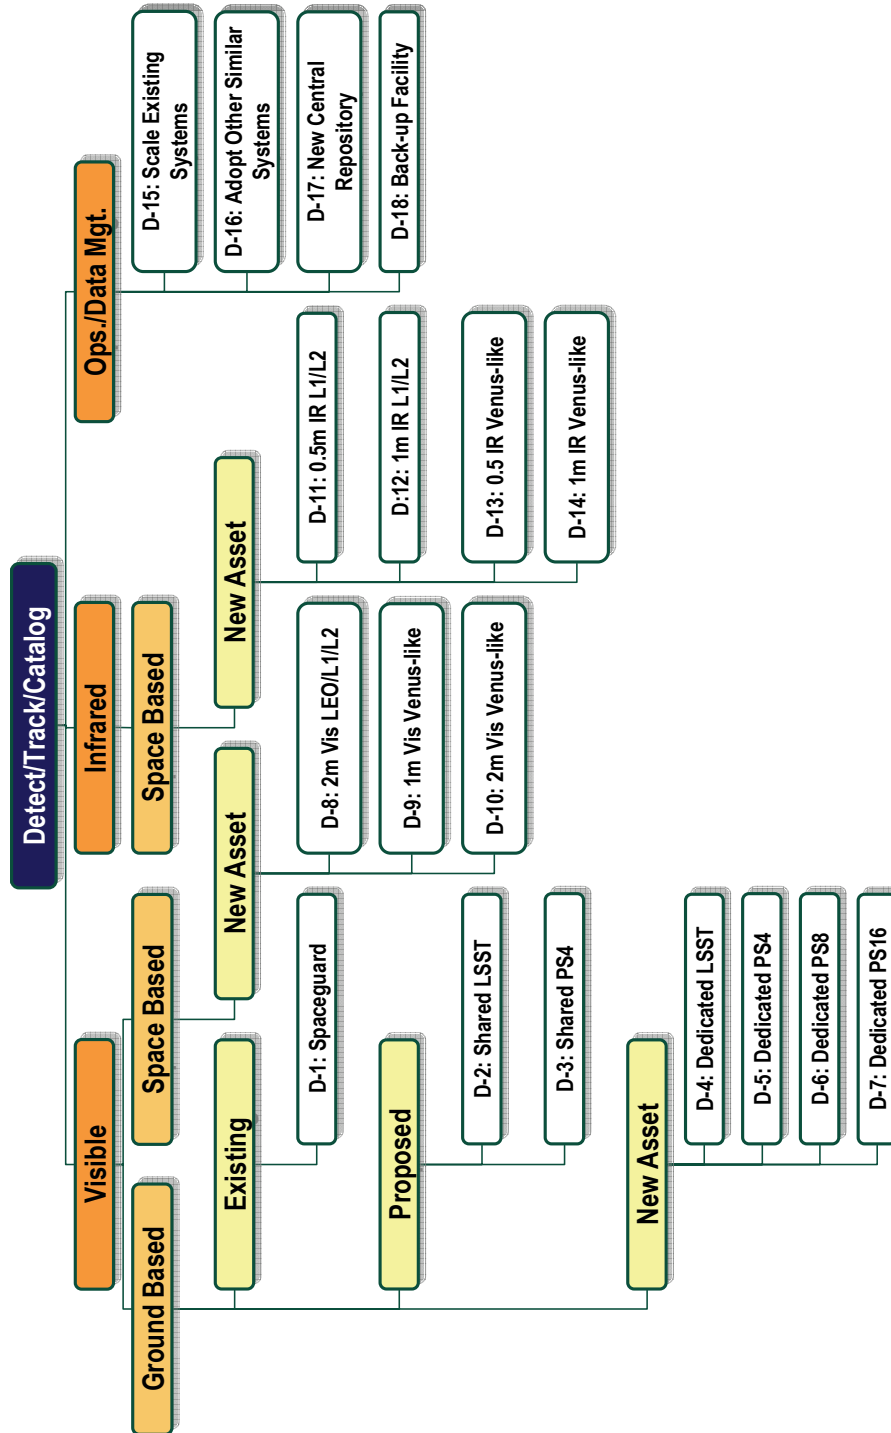 Detect/Track/Catalog
Visible
Ground Based
Existing
D-1: Spaceguard
Proposed
D-2: Shared LSST
D-3: Shared PS4
New Asset
D-4: Dedicated LSST
D-5: Dedicated PS4
D-6: Dedicated PS8
D-7: Dedicated PS16
Space Based
New Asset
D-8: 2m Vis LEO/L1/L2
D-9: 1m Vis Venus-like
D-10: 2m Vis Venus-like
Infrared
Space Based
New Asset
D-11: 0.5m IR L1/L2
D:12: 1m IR L1/L2
D-13: 0.5 IR Venus-like
D-14: 1m IR Venus-like
Ops./Data Mgt.
D-15: Scale Existing
Systems
D-16: Adopt Other Similar
Systems
D-17: New Central
Repository
D-18: Back-up Facility